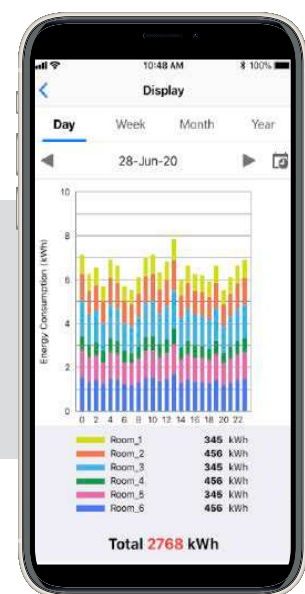 10:48 AM 100%
Display
Day Week Month Year
28-Jun-20
Energy Consumption (kWh)
10
8
6
4
2
0
0 2 4 6 8 10 12 14 16 18 20 22
Room_1 345 kWh
Room_2 456 kWh
Room_3 345 kWh
Room_4 456 kWh
Room_5 345 kWh
Room_6 456 kWh
Total 2768 kWh